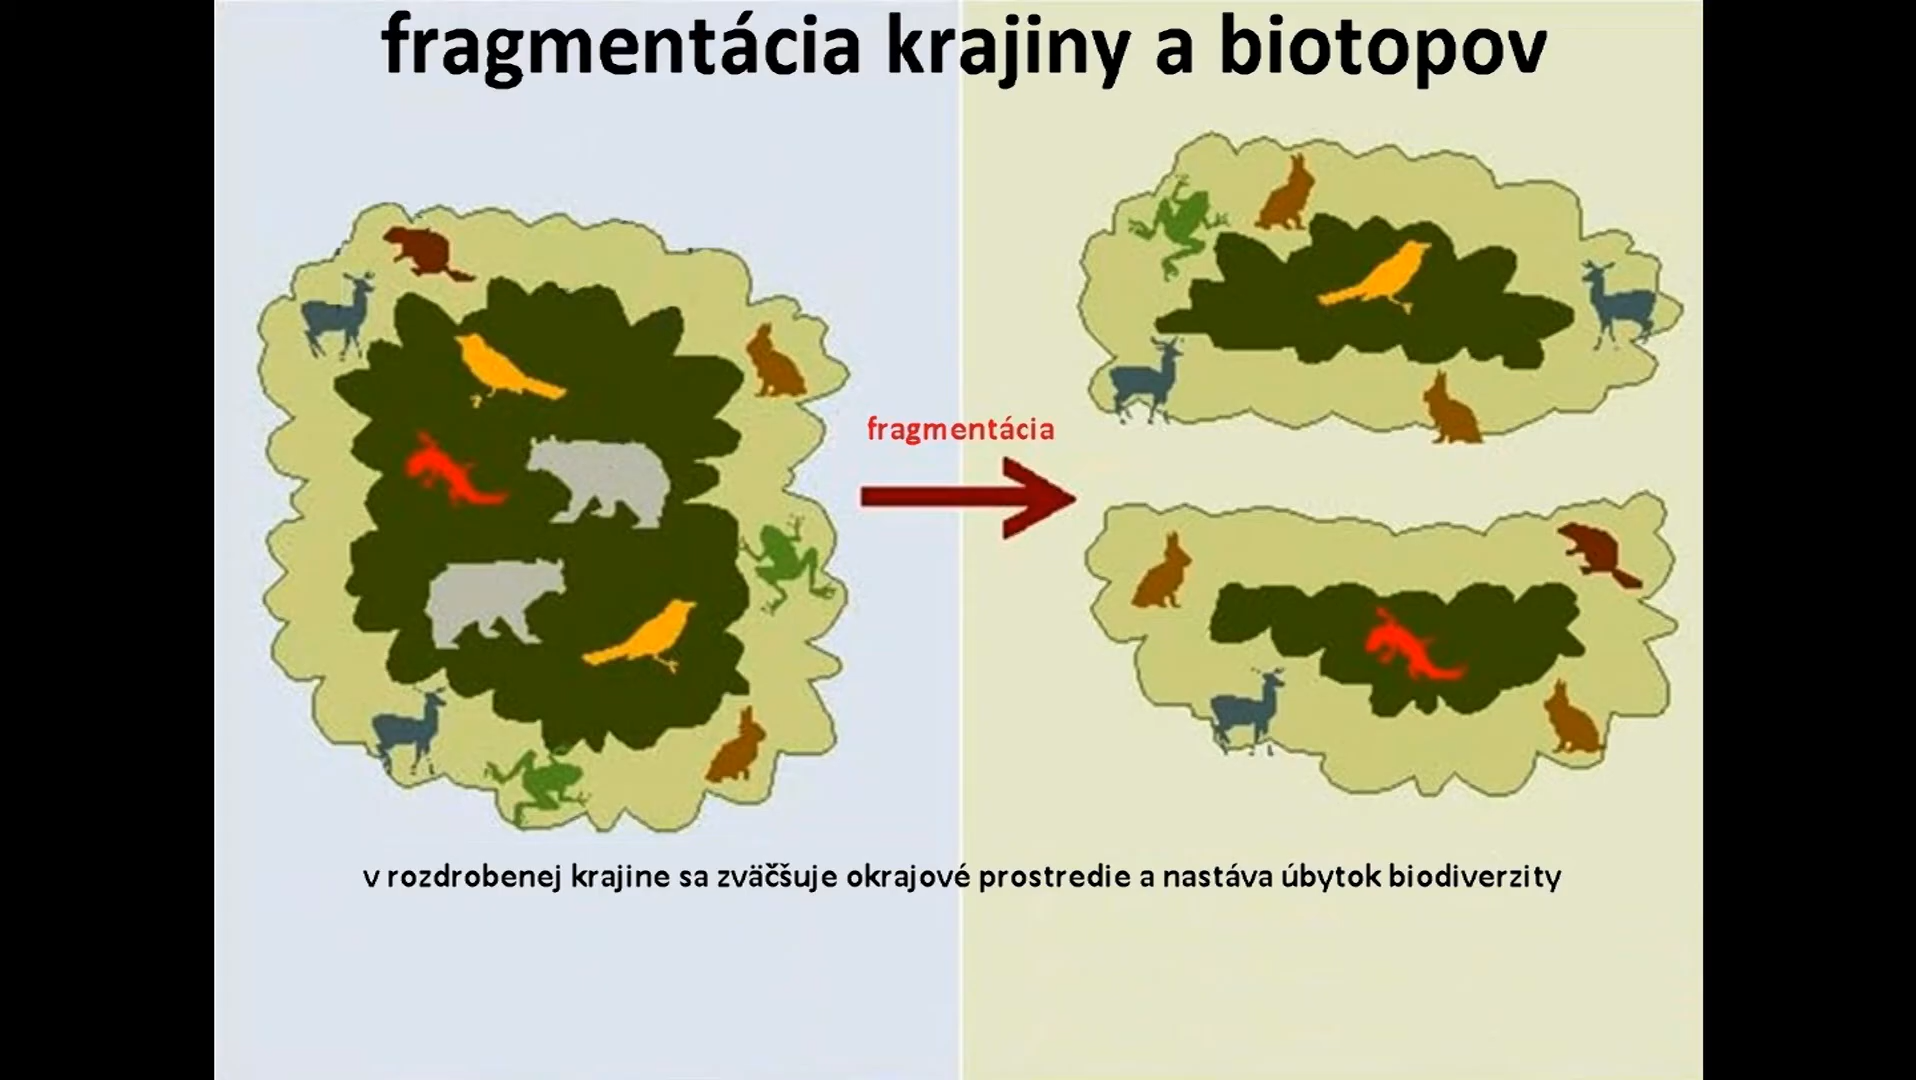 fragmentácia krajiny a biotopov
fragmentácia
v rozdrobenej krajine sa zväčšuje okrajové prostredie a nastáva úbytok biodiverzity